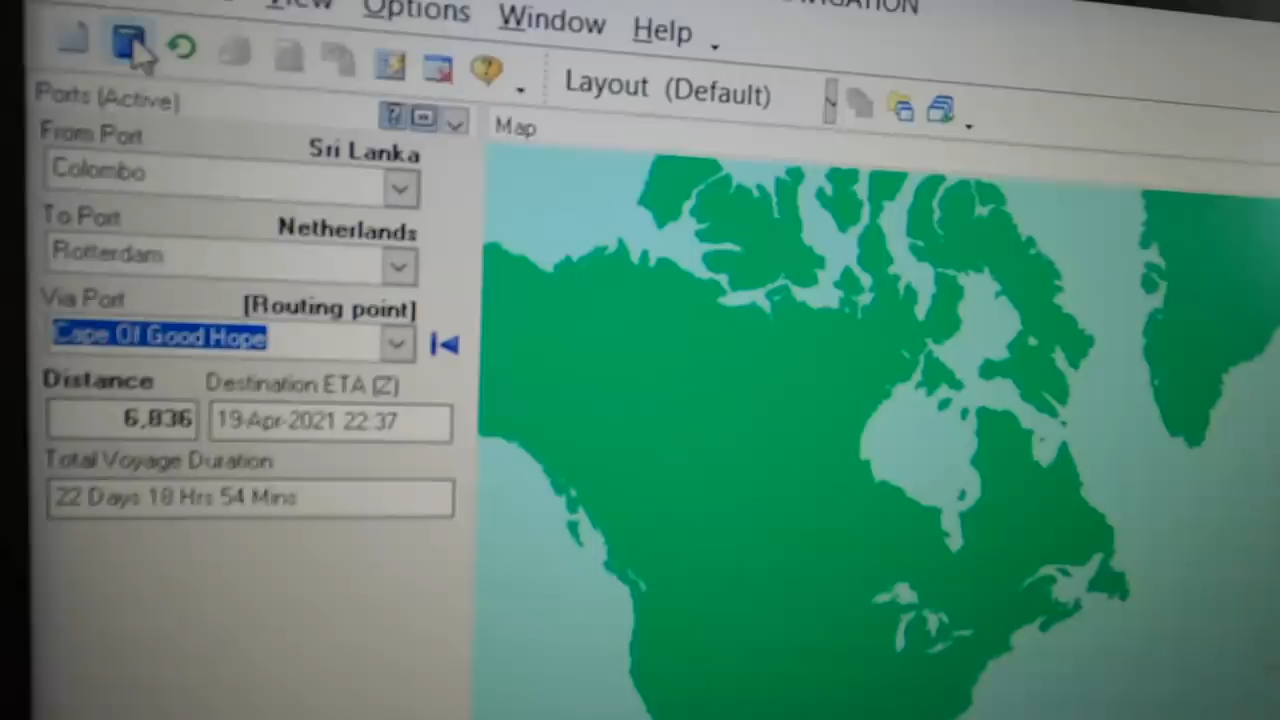 View Options Window Help
Layout (Default)
Ports (Active)
Map
From Port
Sri Lanka
Colombo
To Port
Netherlands
Rotterdam
Via Port
[Routing point]
Cape Of Good Hope
Distance
Destination ETA (Z)
6,836
19-Apr-2021 22:37
Total Voyage Duration
22 Days 18 Hrs 54 Mins